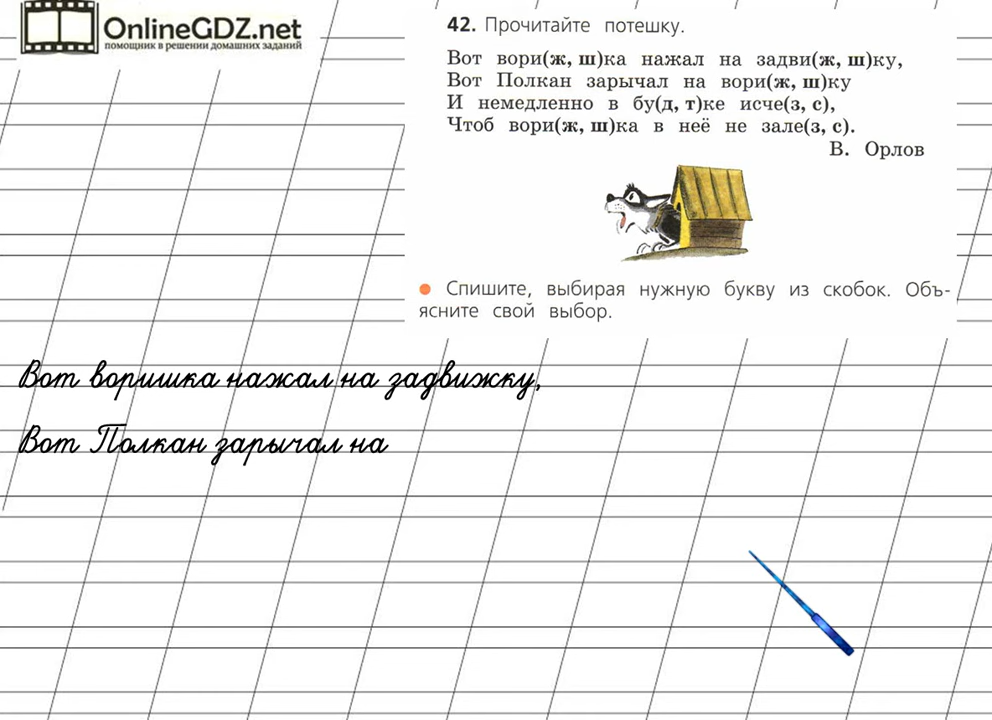 OnlineGDZ.net
помощник в решении домашних заданий
42. Прочитайте потешку.
Вот вори(ж, ш)ка нажал на задви(ж, ш)ку,
Вот Полкан зарычал на вори(ж, ш)ку
И немедленно в бу(д, т)ке исче(з, с),
Чтоб вори(ж, ш)ка в неё не зале(з, с).
В. Орлов
Спишите, выбирая нужную букву из скобок. Объ-
ясните свой выбор.
Вот воришка нажал на задвижку,
Вот Полкан зарычал на